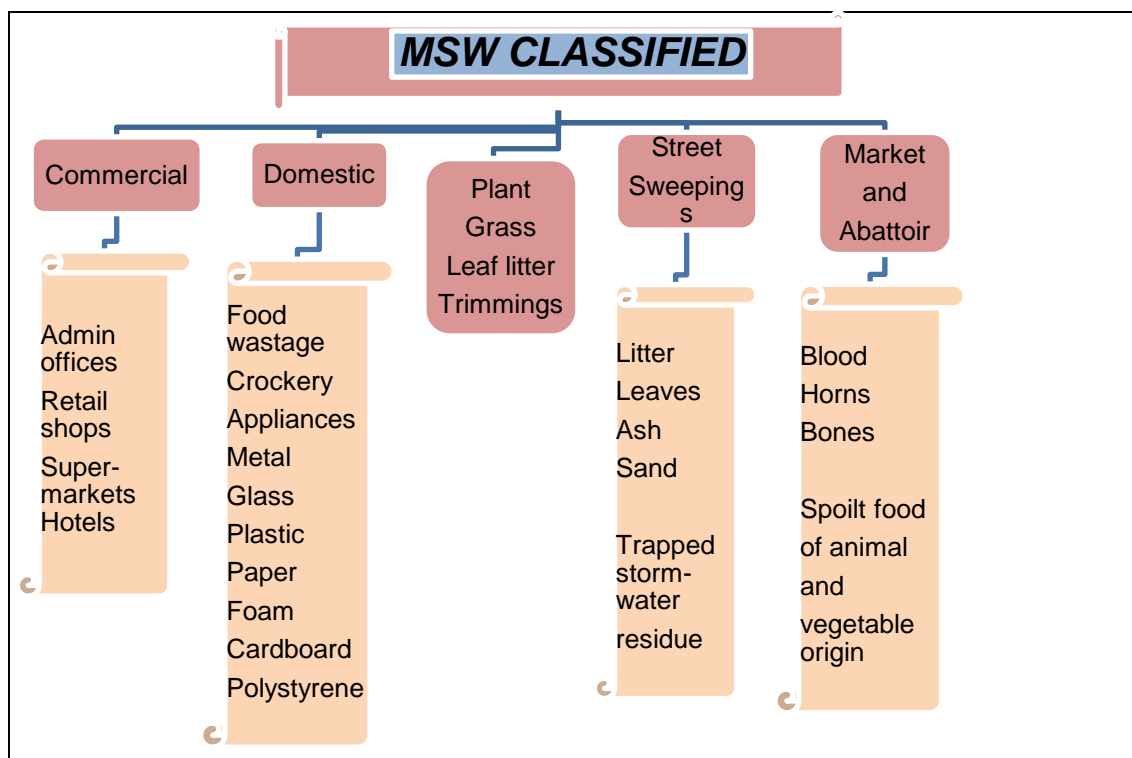 MSW CLASSIFIED
Commercial
Admin
offices
Retail
shops
Super-
markets
Hotels
Domestic
Food
wastage
Crockery
Appliances
Metal
Glass
Plastic
Paper
Foam
Cardboard
Polystyrene
Plant
Grass
Leaf litter
Trimmings
Street
Sweeping
s
Litter
Leaves
Ash
Sand
Trapped
storm-
water
residue
Market
and
Abattoir
Blood
Horns
Bones
Spoilt food
of animal
and
vegetable
origin